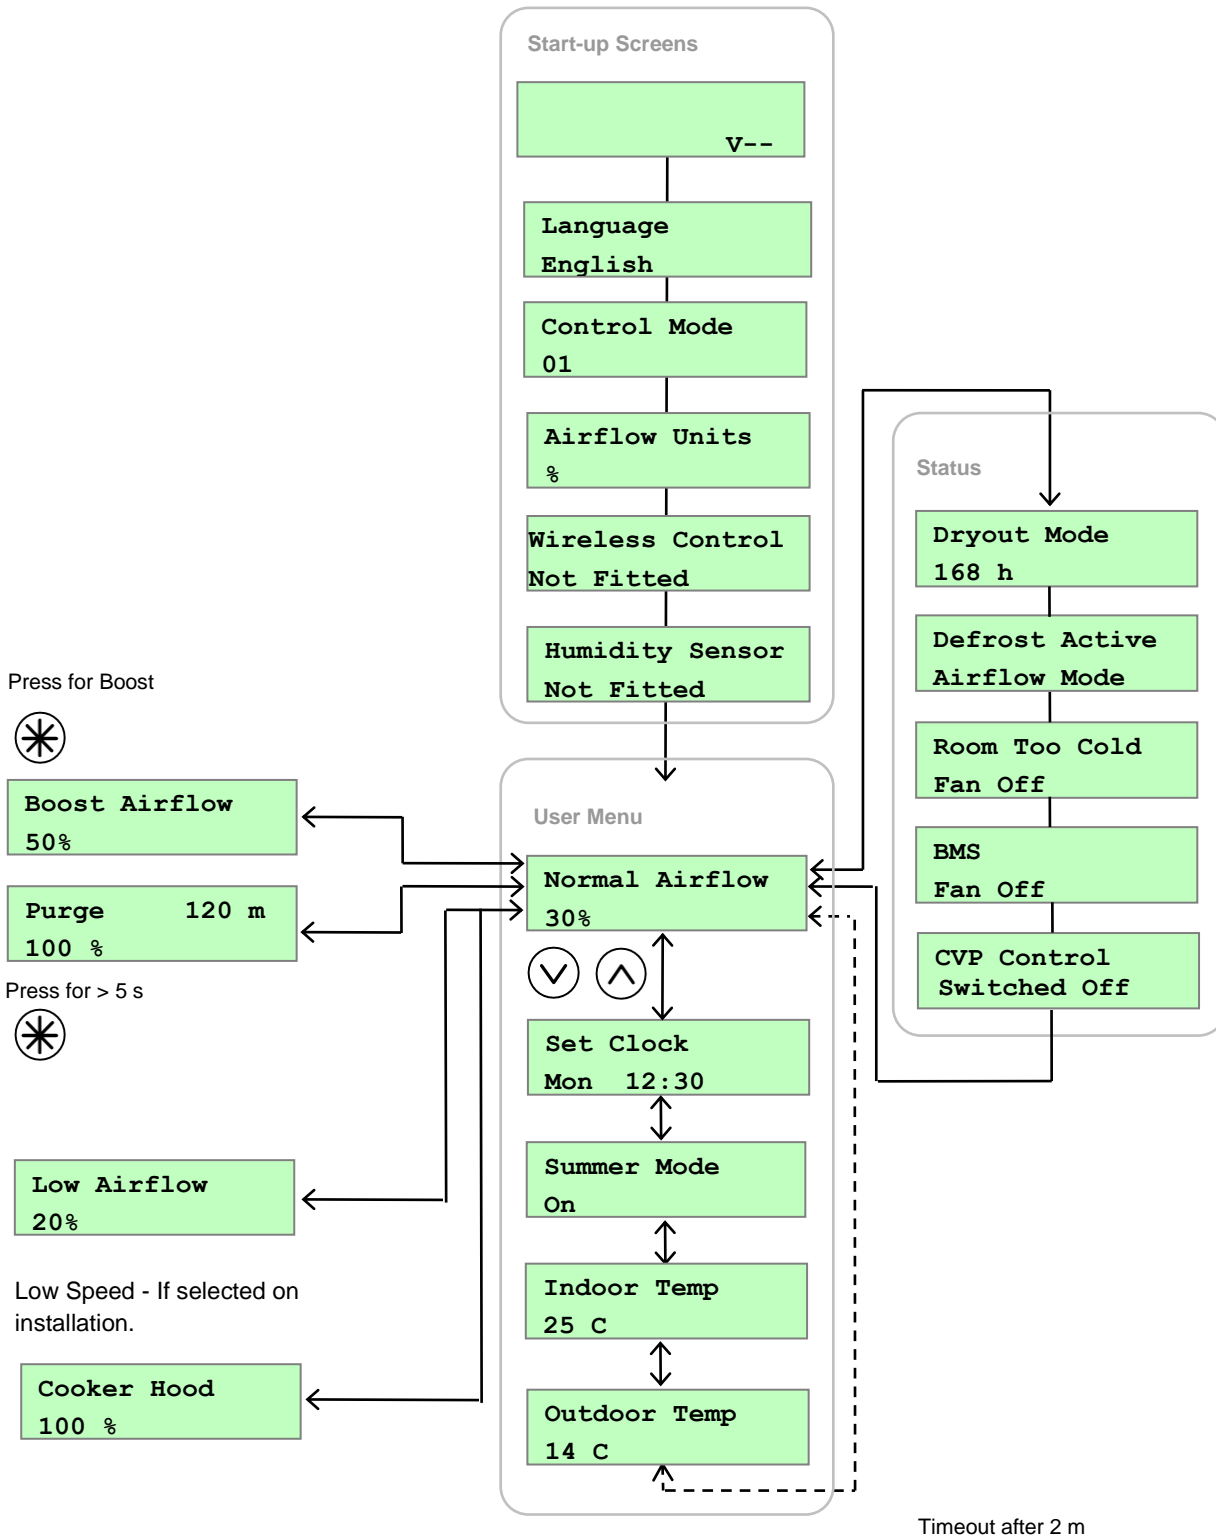 Start-up Screens
V--
Language
English
Control Mode
01
Airflow Units
%
Wireless Control
Not Fitted
Humidity Sensor
Not Fitted
Press for Boost
Boost Airflow
50%
Purge 120 m
100 %
Press for > 5 s
Low Airflow
20%
Low Speed - If selected on
installation.
Cooker Hood
100 %
User Menu
Normal Airflow
30%
Set Clock
Mon 12:30
Summer Mode
On
Indoor Temp
25 C
Outdoor Temp
14 C
Status
Dryout Mode
168 h
Defrost Active
Airflow Mode
Room Too Cold
Fan Off
BMS
Fan Off
CVP Control
Switched Off
Timeout after 2 m